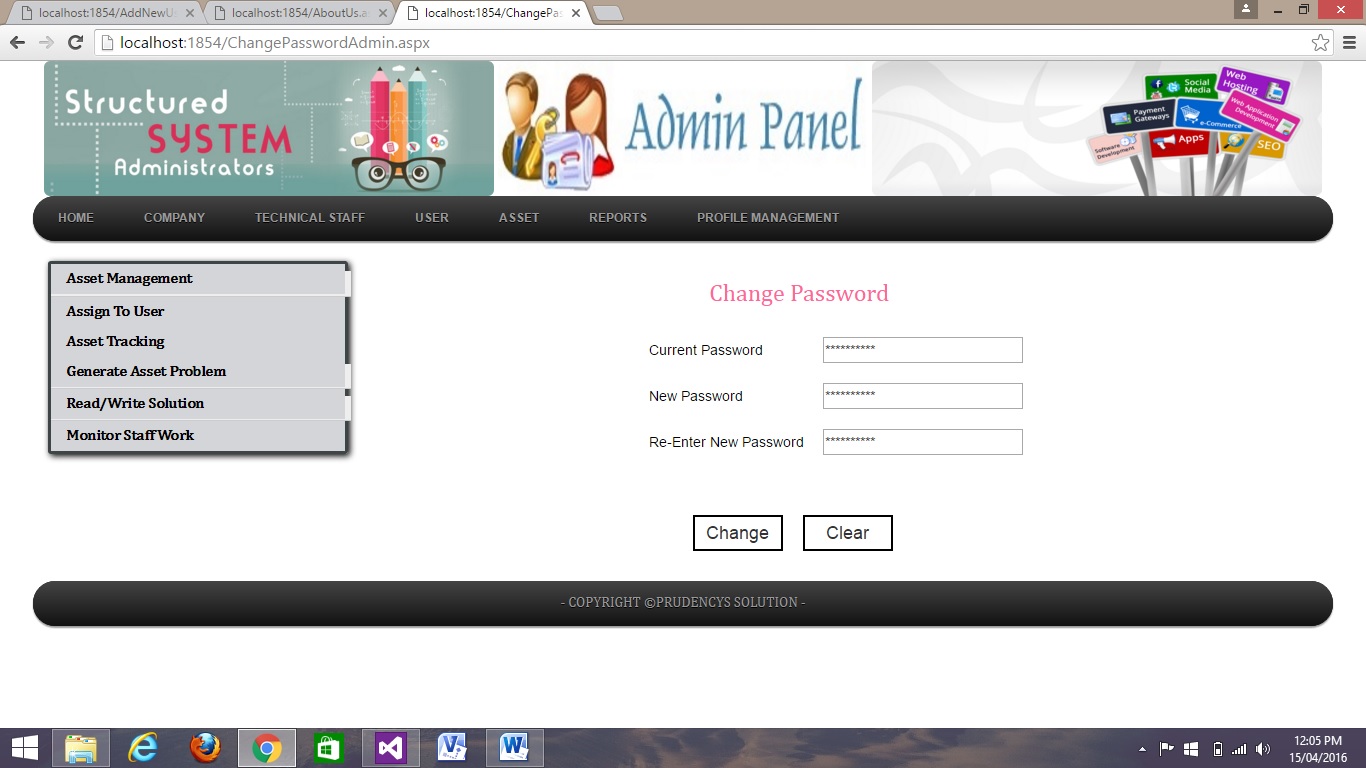 localhost:1854/AddNewU
localhost:1854/AboutUs.a
localhost:1854/ChangePas
localhost:1854/ChangePasswordAdmin.aspx
Structured
SYSTEM
Administrators
Admin Panel
Social Media
Web Hosting
Payment Gateways
e-Commerce
Web Application Development
Software Development
Apps
SEO
HOME COMPANY TECHNICAL STAFF USER ASSET REPORTS PROFILE MANAGEMENT
Asset Management
Assign To User
Asset Tracking
Generate Asset Problem
Read/Write Solution
Monitor Staff Work
Change Password
Current Password **********
New Password **********
Re-Enter New Password **********
Change Clear
- COPYRIGHT ©PRUDENCYS SOLUTION -
12:05 PM
15/04/2016